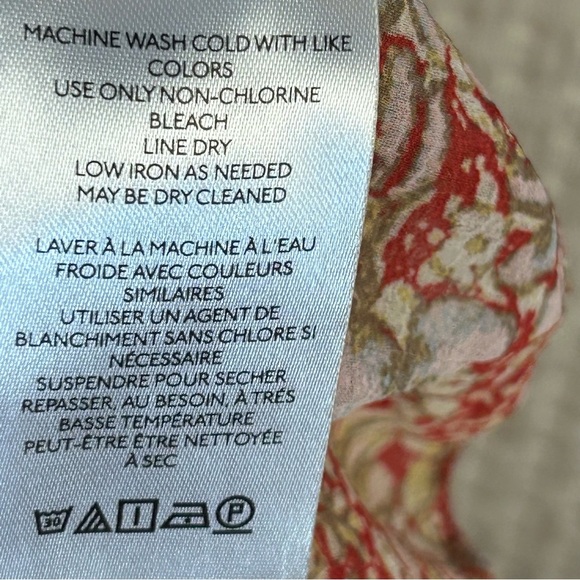 MACHINE WASH COLD WITH LIKE
COLORS
USE ONLY NON-CHLORINE
BLEACH
LINE DRY
LOW IRON AS NEEDED
MAY BE DRY CLEANED
LAVER À LA MACHINE À L'EAU
FROIDE AVEC COULEURS
SIMILAIRES
UTILISER UN AGENT DE
BLANCHIMENT SANS CHLORE SI
NÉCESSAIRE
SUSPENDRE POUR SECHER
REPASSER, AU BESOIN, À TRÈS
BASSE TEMPÉRATURE
PEUT-ÊTRE ÊTRE NETTOYÉE
À SEC
30 P